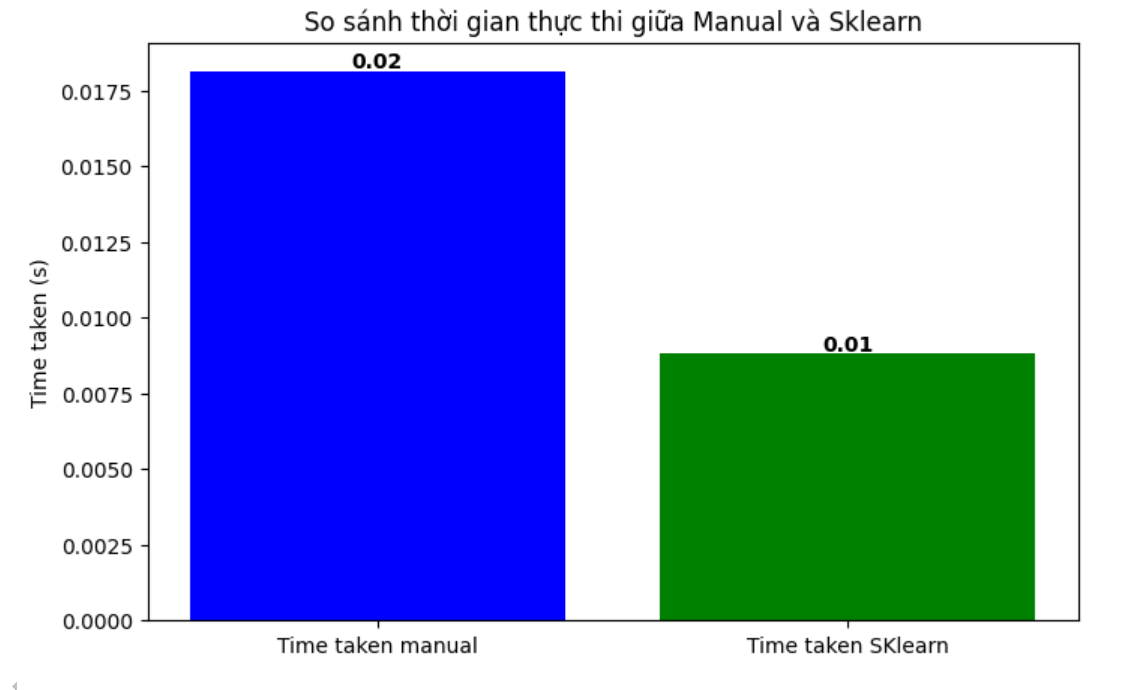 So sánh thời gian thực thi giữa Manual và Sklearn
0.02
0.0175
0.0150
0.0125
0.0100
0.01
0.0075
0.0050
0.0025
0.0000
Time taken (s)
Time taken manual
Time taken SKlearn